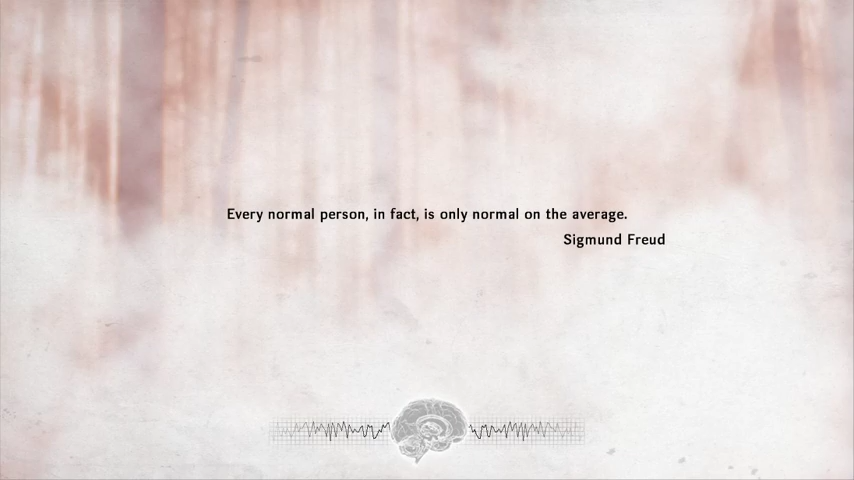 Every normal person, in fact, is only normal on the average.
Sigmund Freud